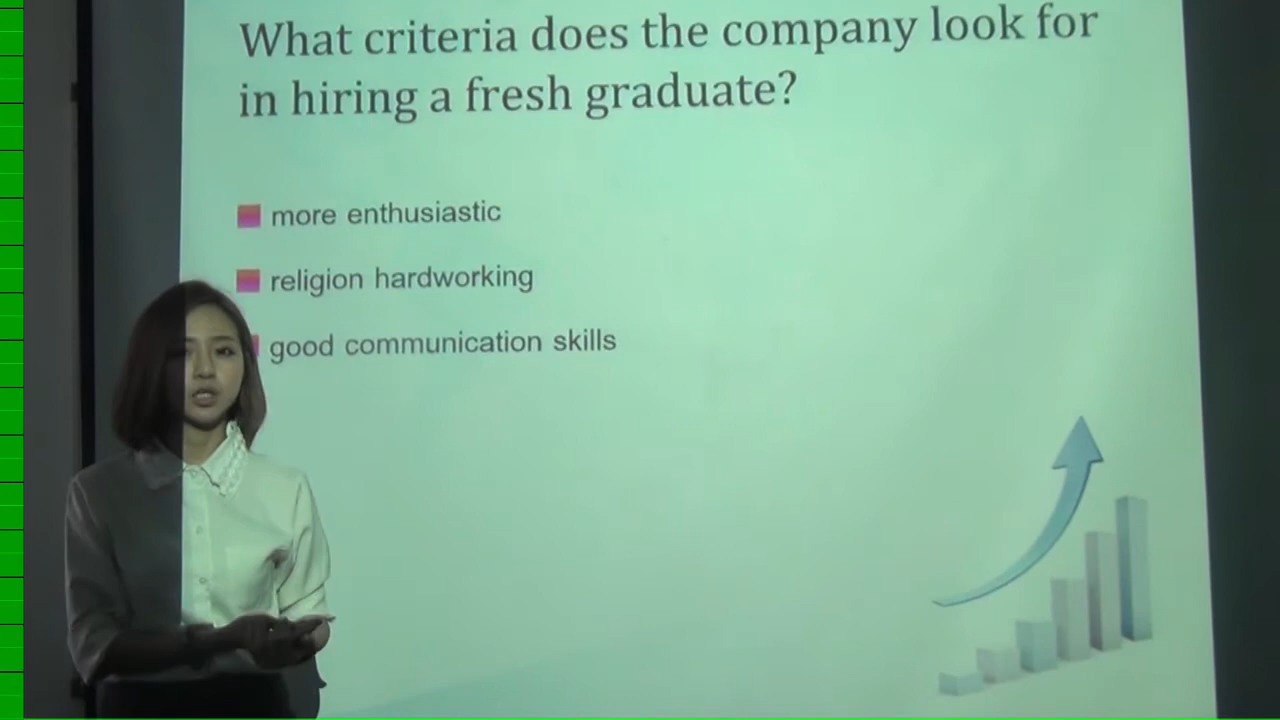 What criteria does the company look for
in hiring a fresh graduate?
more enthusiastic
religion hardworking
good communication skills